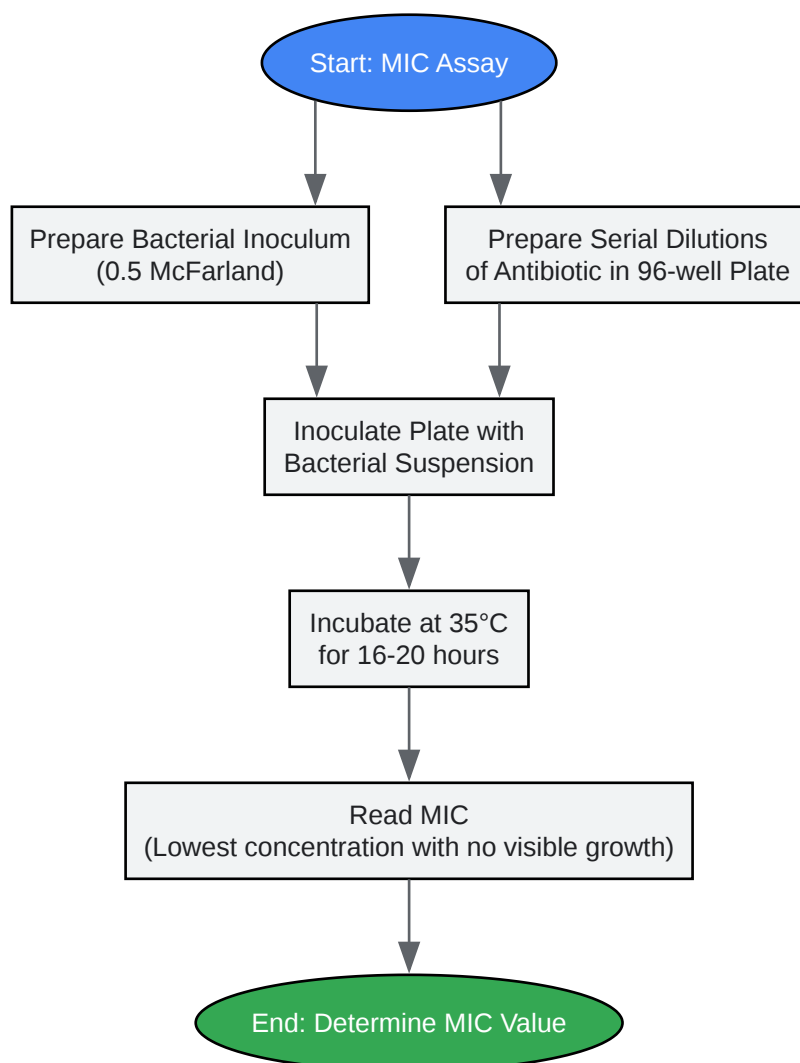 Start: MIC Assay
Prepare Bacterial Inoculum
(0.5 McFarland)
Prepare Serial Dilutions
of Antibiotic in 96-well Plate
Inoculate Plate with
Bacterial Suspension
Incubate at 35°C
for 16-20 hours
Read MIC
(Lowest concentration with no visible growth)
End: Determine MIC Value